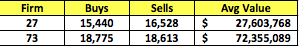 Firm Buys Sells Avg Value
27 15,440 16,528 $ 27,603,768
73 18,775 18,613 $ 72,355,089